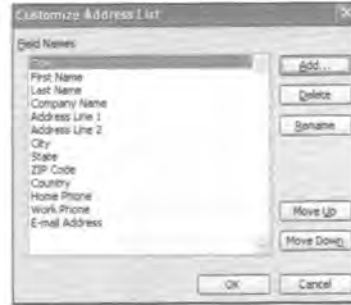 Customize Address List
Field Names
Title
First Name
Last Name
Company Name
Address Line 1
Address Line 2
City
State
ZIP Code
Country
Home Phone
Work Phone
E-mail Address
Add...
Delete
Rename
Move Up
Move Down
OK
Cancel